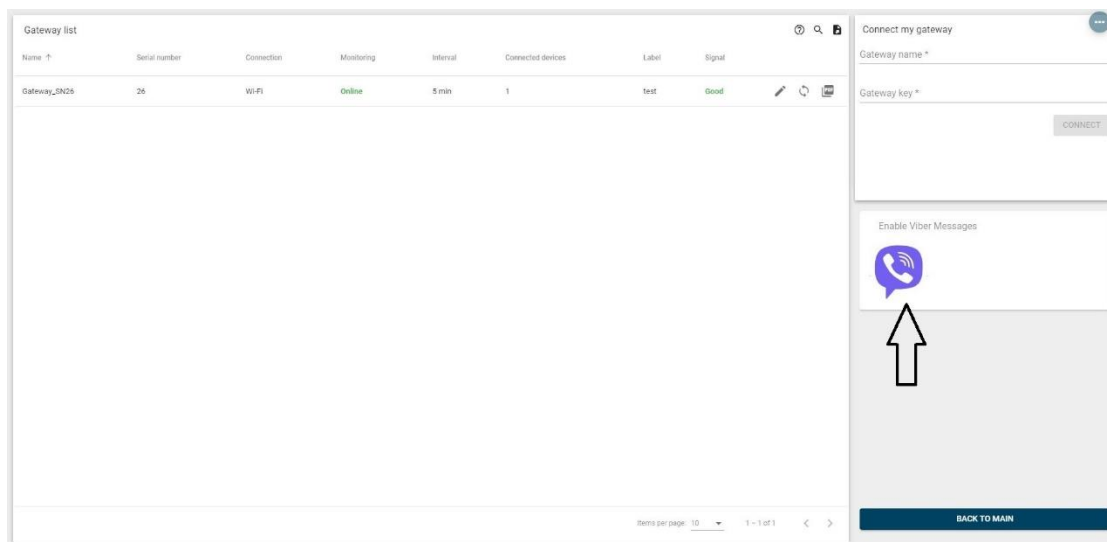 Gateway list
Name ↑ Serial number Connection Monitoring Interval Connected devices Label Signal
Gateway_SN26 26 Wi-Fi Online 5 min 1 test Good PDF
Items per page: 10 1 – 1 of 1
Connect my gateway
Gateway name *
Gateway key *
CONNECT
Enable Viber Messages
BACK TO MAIN